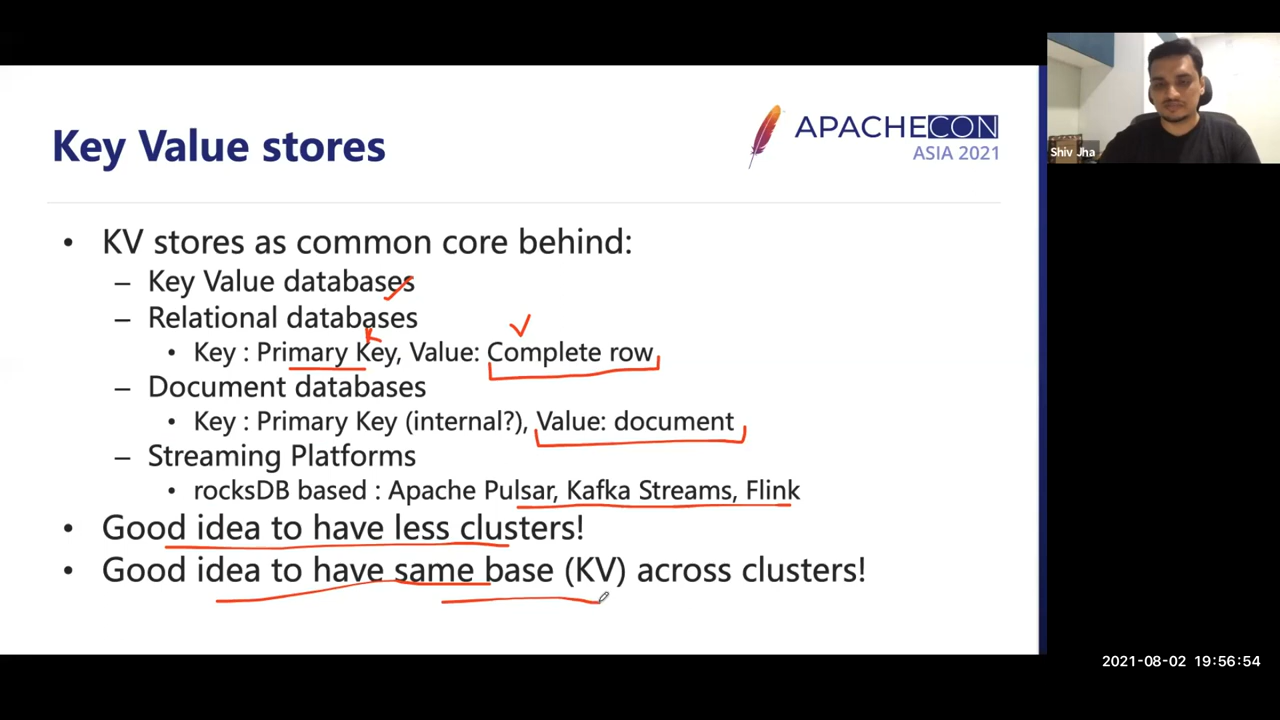 Key Value stores
APACHECON
ASIA 2021
Shiv Jha
• KV stores as common core behind:
– Key Value databases
– Relational databases
• Key : Primary Key, Value: Complete row
– Document databases
• Key : Primary Key (internal?), Value: document
– Streaming Platforms
• rocksDB based : Apache Pulsar, Kafka Streams, Flink
• Good idea to have less clusters!
• Good idea to have same base (KV) across clusters!
2021-08-02 19:56:54